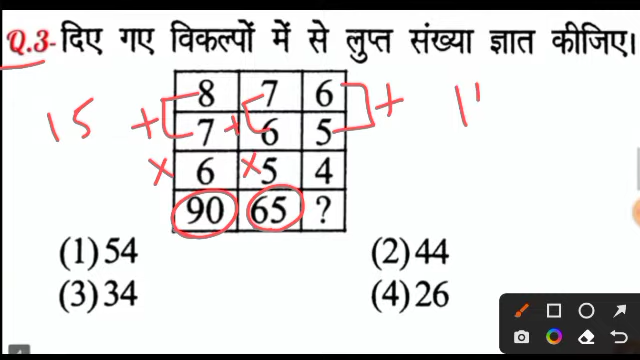 Q.3- दिए गए विकल्पों में से लुप्त संख्या ज्ञात कीजिए।
8 7 6
15 + 7 + 6 5 + 11
× 6 × 5 4
90 65 ?
(1) 54 (2) 44
(3) 34 (4) 26